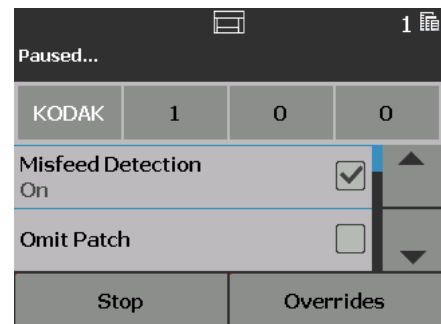 1
Paused...
KODAK 1 0 0
Misfeed Detection
On
Omit Patch
Stop Overrides